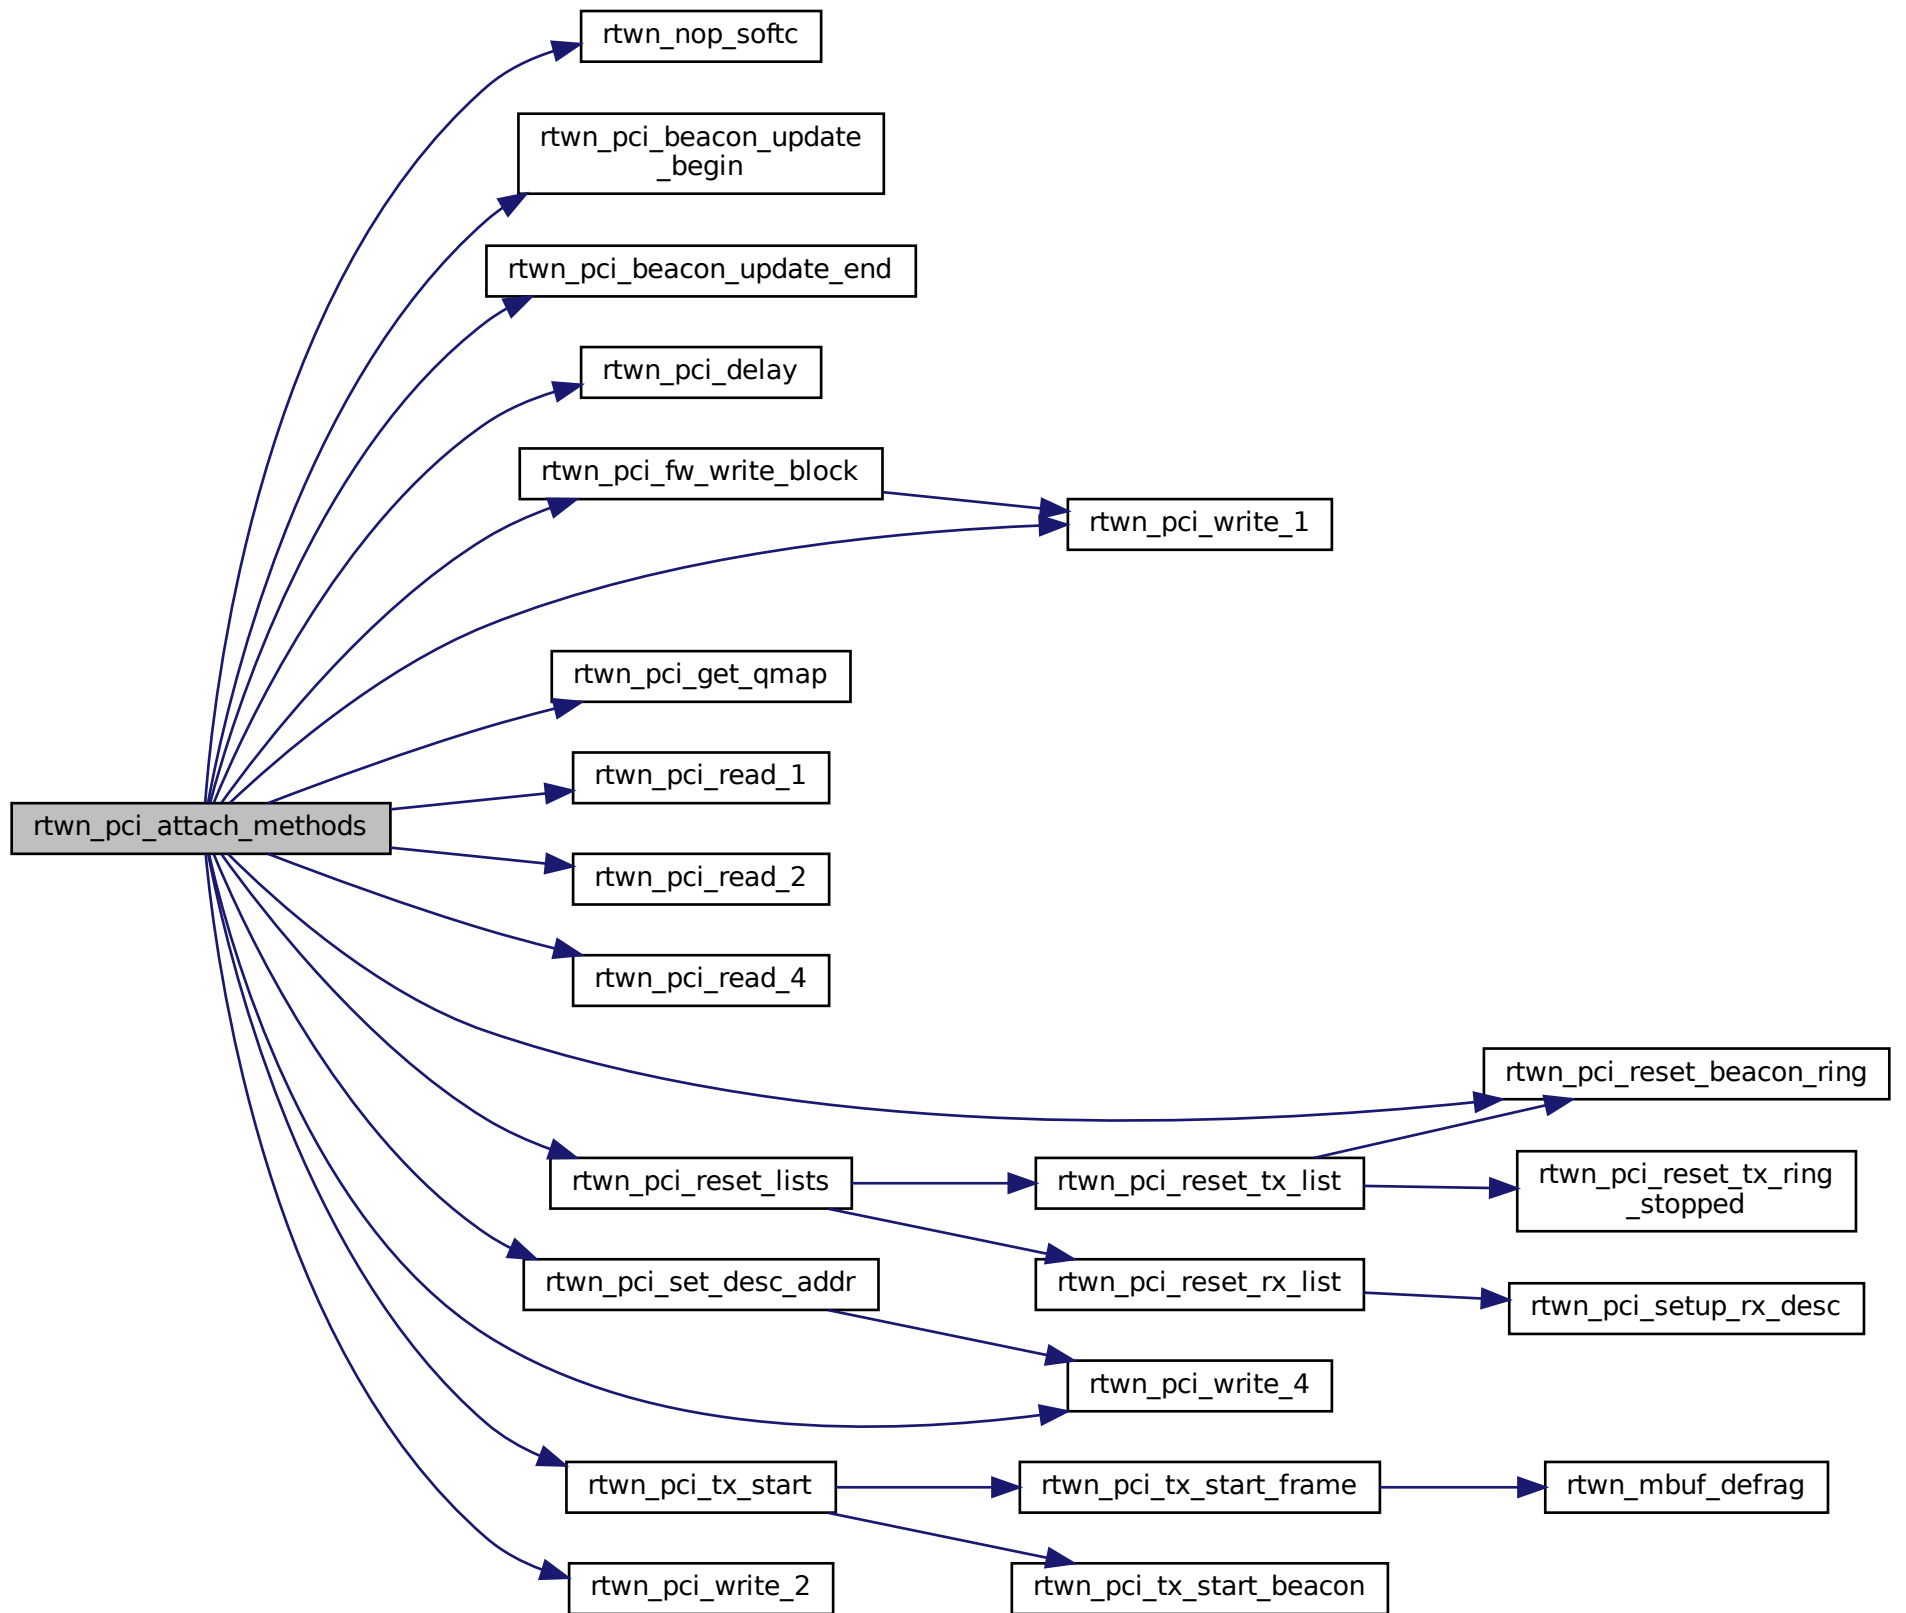 rtwn_nop_softc
rtwn_pci_beacon_update
_begin
rtwn_pci_beacon_update_end
rtwn_pci_delay
rtwn_pci_fw_write_block
rtwn_pci_write_1
rtwn_pci_get_qmap
rtwn_pci_read_1
rtwn_pci_attach_methods
rtwn_pci_read_2
rtwn_pci_read_4
rtwn_pci_reset_beacon_ring
rtwn_pci_reset_lists
rtwn_pci_reset_tx_list
rtwn_pci_reset_tx_ring
_stopped
rtwn_pci_set_desc_addr
rtwn_pci_reset_rx_list
rtwn_pci_setup_rx_desc
rtwn_pci_write_4
rtwn_pci_tx_start
rtwn_pci_tx_start_frame
rtwn_mbuf_defrag
rtwn_pci_write_2
rtwn_pci_tx_start_beacon